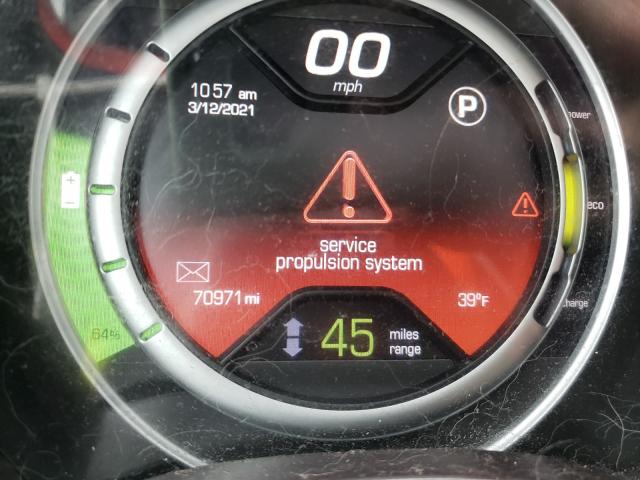 00
mph
10 57 am
3/12/2021
P
power
service
propulsion system
eco
70971 mi
39°F
charge
64%
45
miles
range